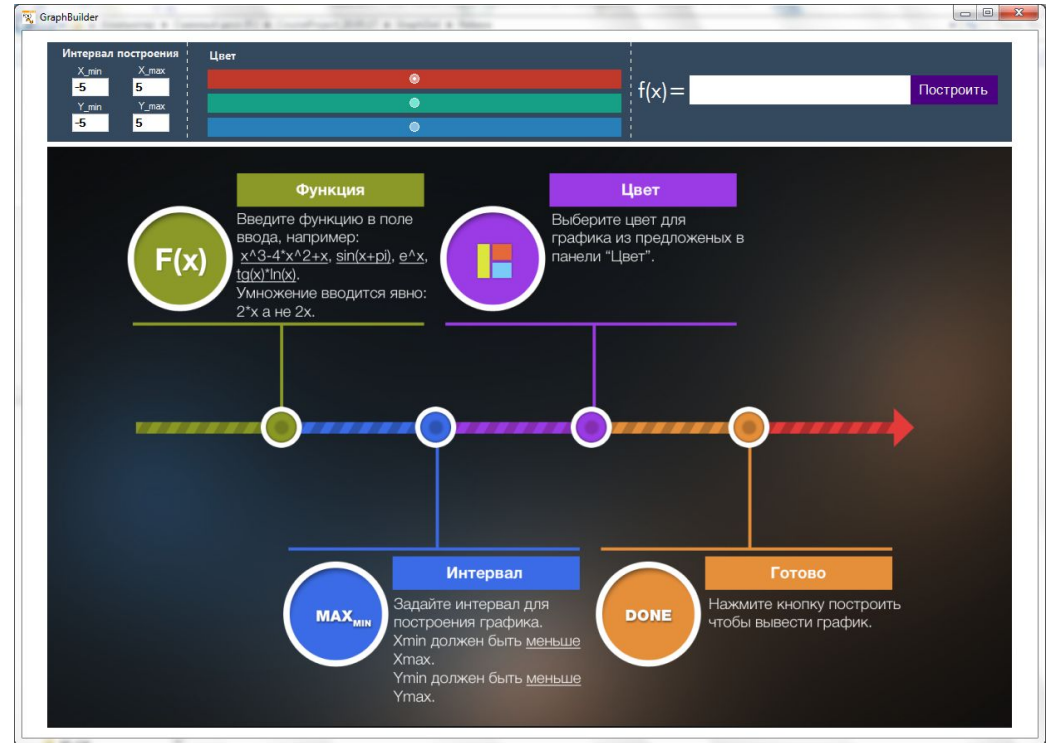 GraphBuilder
Интервал построения
X_min X_max
-5 5
Y_min Y_max
-5 5
Цвет
f(x)=
Построить
Функция
F(x)
Введите функцию в поле
ввода, например:
x^3-4*x^2+x, sin(x+pi), e^x,
tg(x)*ln(x).
Умножение вводится явно:
2*x а не 2x.
Цвет
Выберите цвет для
графика из предложеных в
панели “Цвет”.
Интервал
MAX MIN
Задайте интервал для
построения графика.
Xmin должен быть меньше
Xmax.
Ymin должен быть меньше
Ymax.
Готово
DONE
Нажмите кнопку построить
чтобы вывести график.